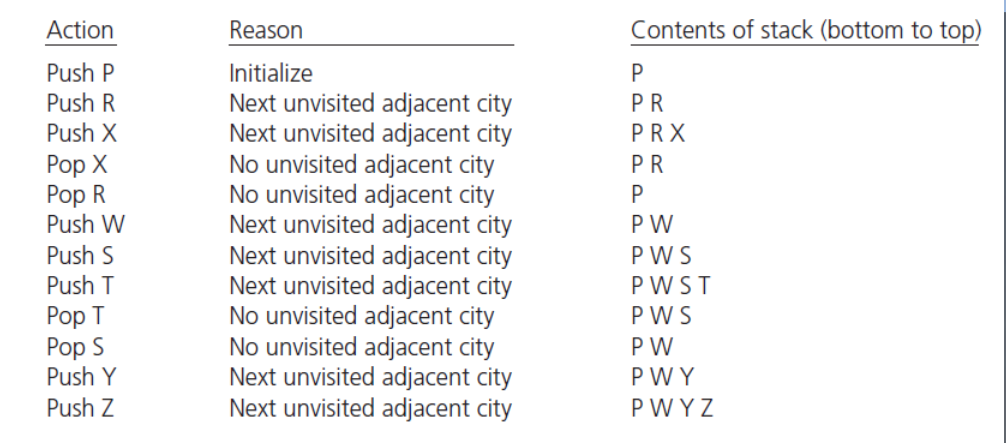 Action Reason Contents of stack (bottom to top)
Push P Initialize P
Push R Next unvisited adjacent city P R
Push X Next unvisited adjacent city P R X
Pop X No unvisited adjacent city P R
Pop R No unvisited adjacent city P
Push W Next unvisited adjacent city P W
Push S Next unvisited adjacent city P W S
Push T Next unvisited adjacent city P W S T
Pop T No unvisited adjacent city P W S
Pop S No unvisited adjacent city P W
Push Y Next unvisited adjacent city P W Y
Push Z Next unvisited adjacent city P W Y Z